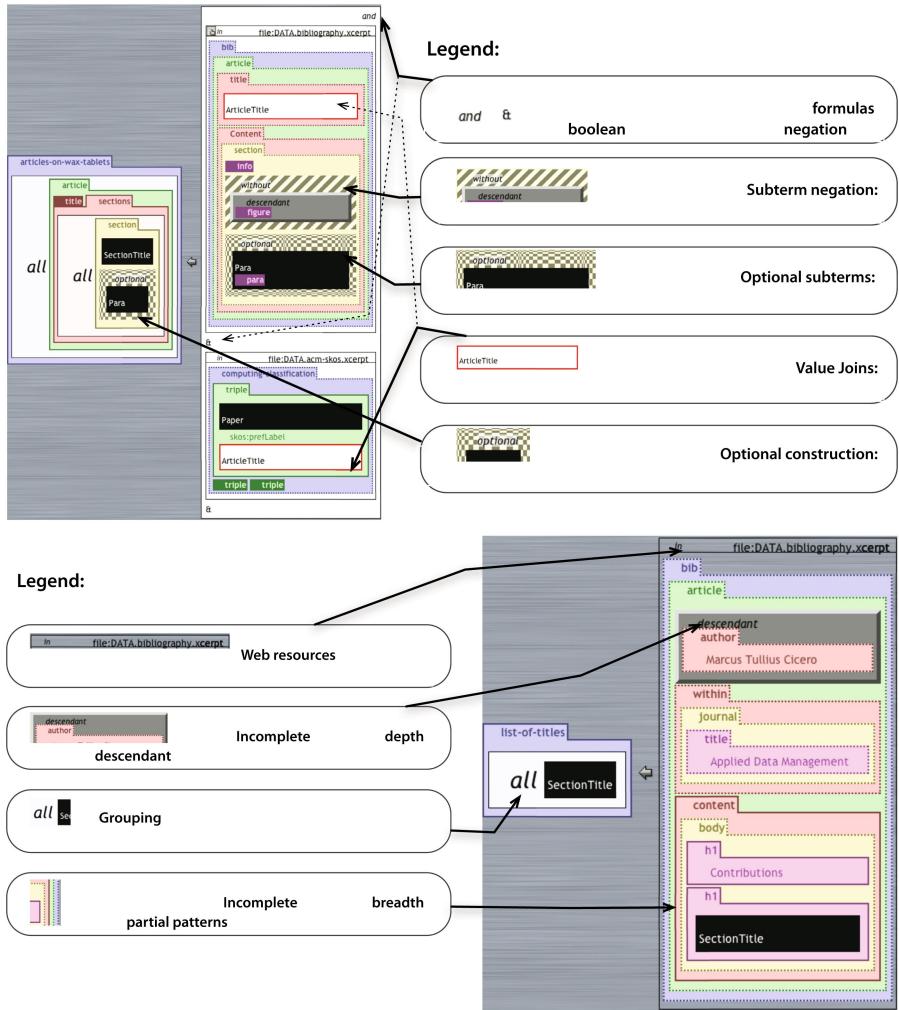 and
in file:DATA.bibliography.xcerpt
bib
article
title
ArticleTitle
Content
section
info
without
descendant
figure
optional
Para
para
&
in file:DATA.acm-skos.xcerpt
computing-classification
triple
Paper
skos:prefLabel
ArticleTitle
triple triple
&
articles-on-wax-tablets
article
title sections
section
all
all
SectionTitle
optional
Para
Legend:
and & formulas
boolean negation
without
descendant
Subterm negation:
optional
Para
Optional subterms:
ArticleTitle
Value Joins:
optional
Optional construction:
Legend:
in file:DATA.bibliography.xcerpt
Web resources
descendant
author
Incomplete depth
descendant
all Sec
Grouping
Incomplete breadth
partial patterns
list-of-titles
all SectionTitle
in file:DATA.bibliography.xcerpt
bib
article
descendant
author
Marcus Tullius Cicero
within
journal
title
Applied Data Management
content
body
h1
Contributions
h1
SectionTitle